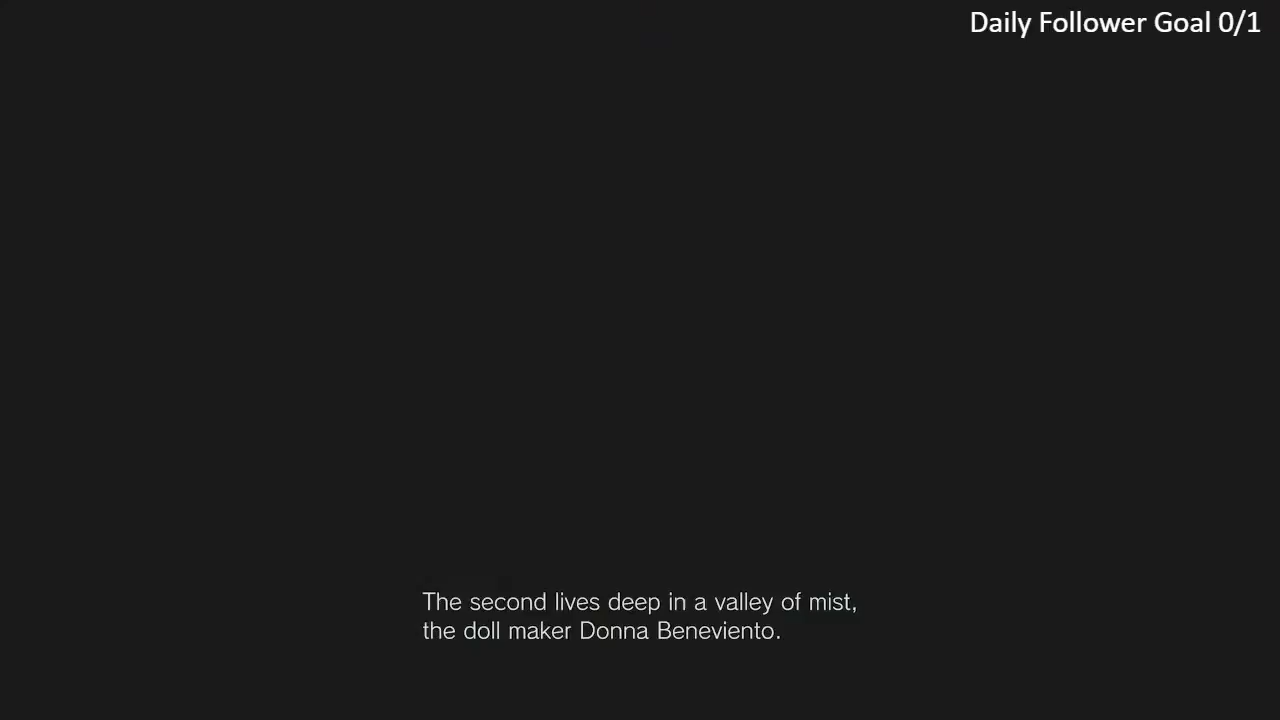 Daily Follower Goal 0/1
The second lives deep in a valley of mist,
the doll maker Donna Beneviento.